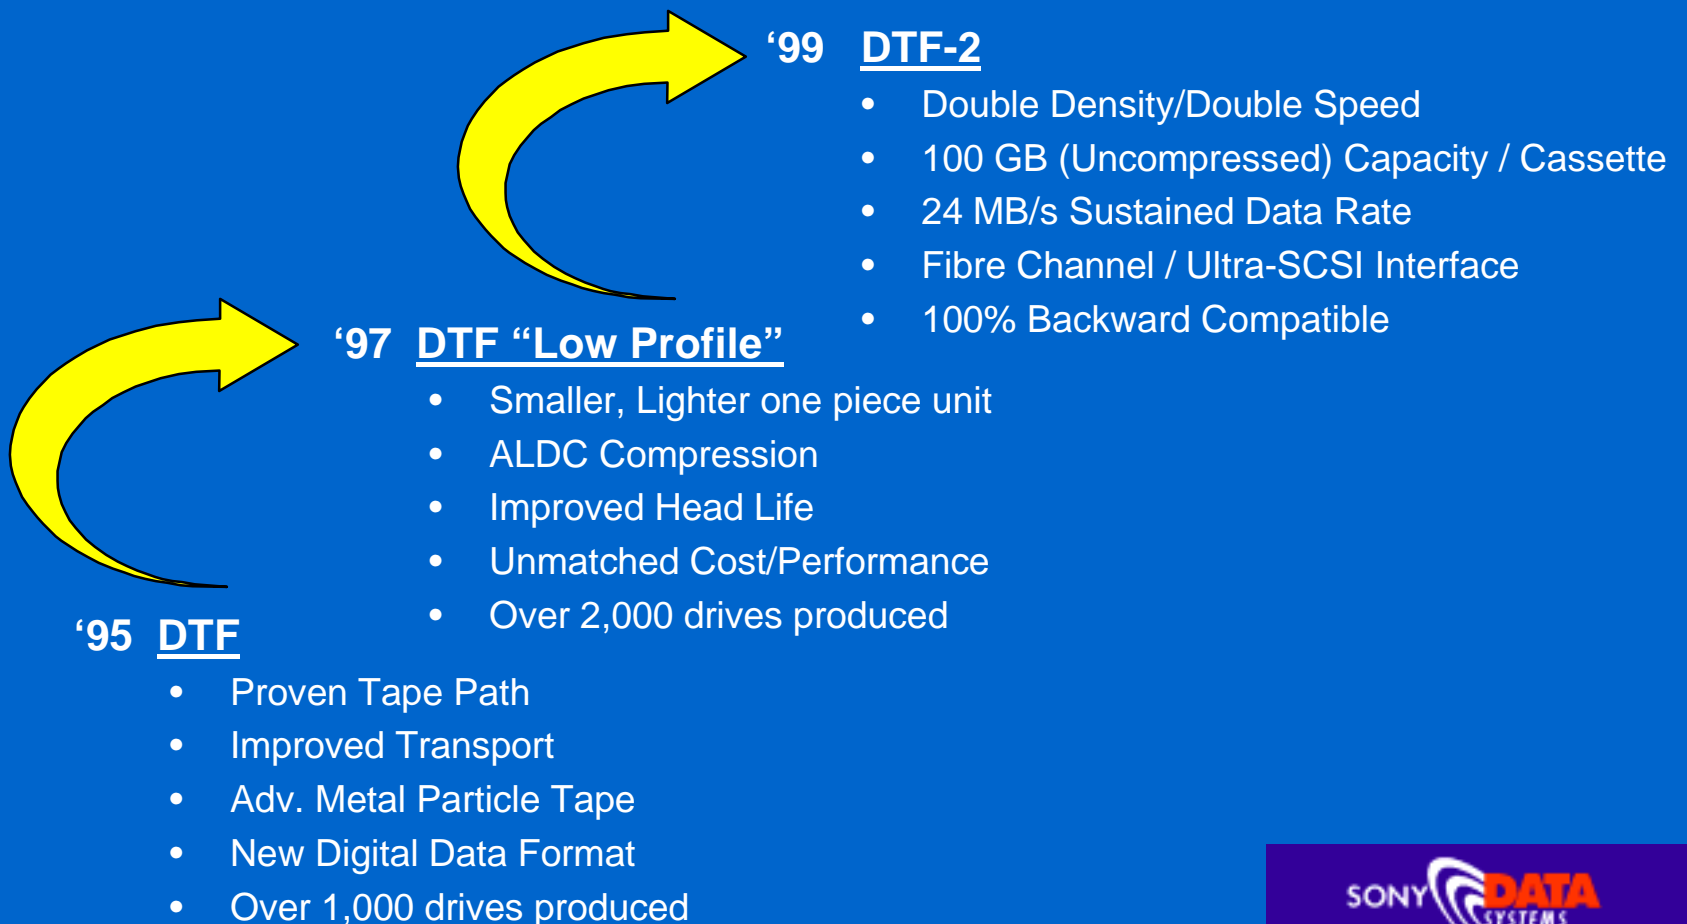 ‘99 DTF-2
• Double Density/Double Speed
• 100 GB (Uncompressed) Capacity / Cassette
• 24 MB/s Sustained Data Rate
• Fibre Channel / Ultra-SCSI Interface
• 100% Backward Compatible
‘97 DTF “Low Profile”
• Smaller, Lighter one piece unit
• ALDC Compression
• Improved Head Life
• Unmatched Cost/Performance
• Over 2,000 drives produced
‘95 DTF
• Proven Tape Path
• Improved Transport
• Adv. Metal Particle Tape
• New Digital Data Format
• Over 1,000 drives produced
SONY DATA
SYSTEMS